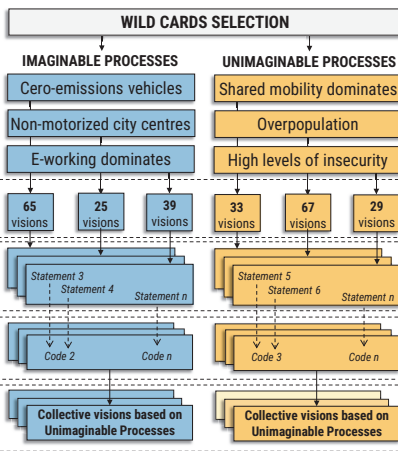 WILD CARDS SELECTION
IMAGINABLE PROCESSES
Cero-emissions vehicles
Non-motorized city centres
E-working dominates
65
visions
25
visions
39
visions
Statement 3
Statement 4
Statement n
Code 2
Code n
Collective visions based on
Unimaginable Processes
UNIMAGINABLE PROCESSES
Shared mobility dominates
Overpopulation
High levels of insecurity
33
visions
67
visions
29
visions
Statement 5
Statement 6
Statement n
Code 3
Code n
Collective visions based on
Unimaginable Processes